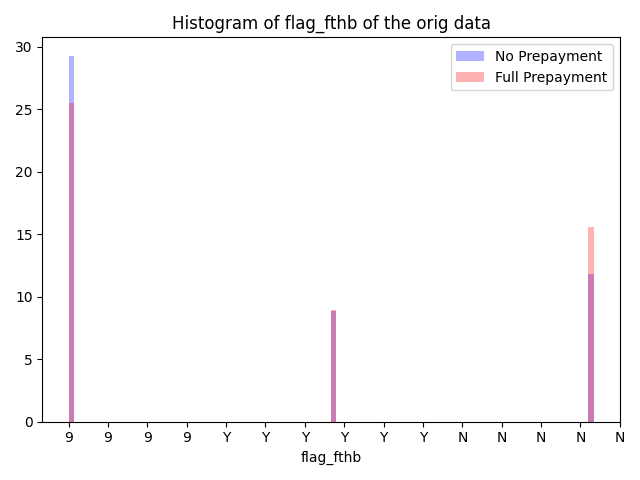 Histogram of flag_fthb of the orig data
No Prepayment
Full Prepayment
30
25
20
15
10
5
0
9 9 9 9 Y Y Y Y Y Y N N N N N
flag_fthb